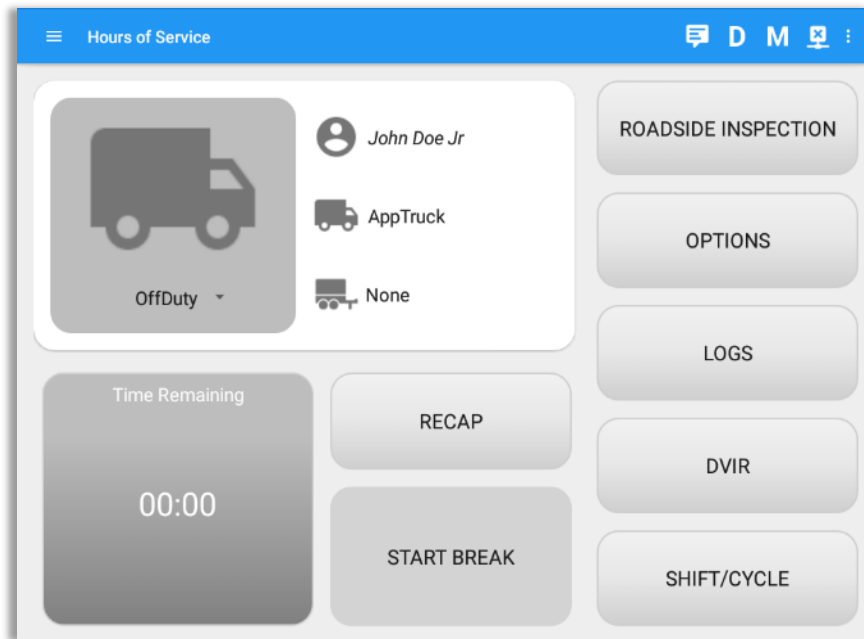 Hours of Service
D M
John Doe Jr
AppTruck
None
OffDuty
Time Remaining
00:00
RECAP
START BREAK
ROADSIDE INSPECTION
OPTIONS
LOGS
DVIR
SHIFT/CYCLE